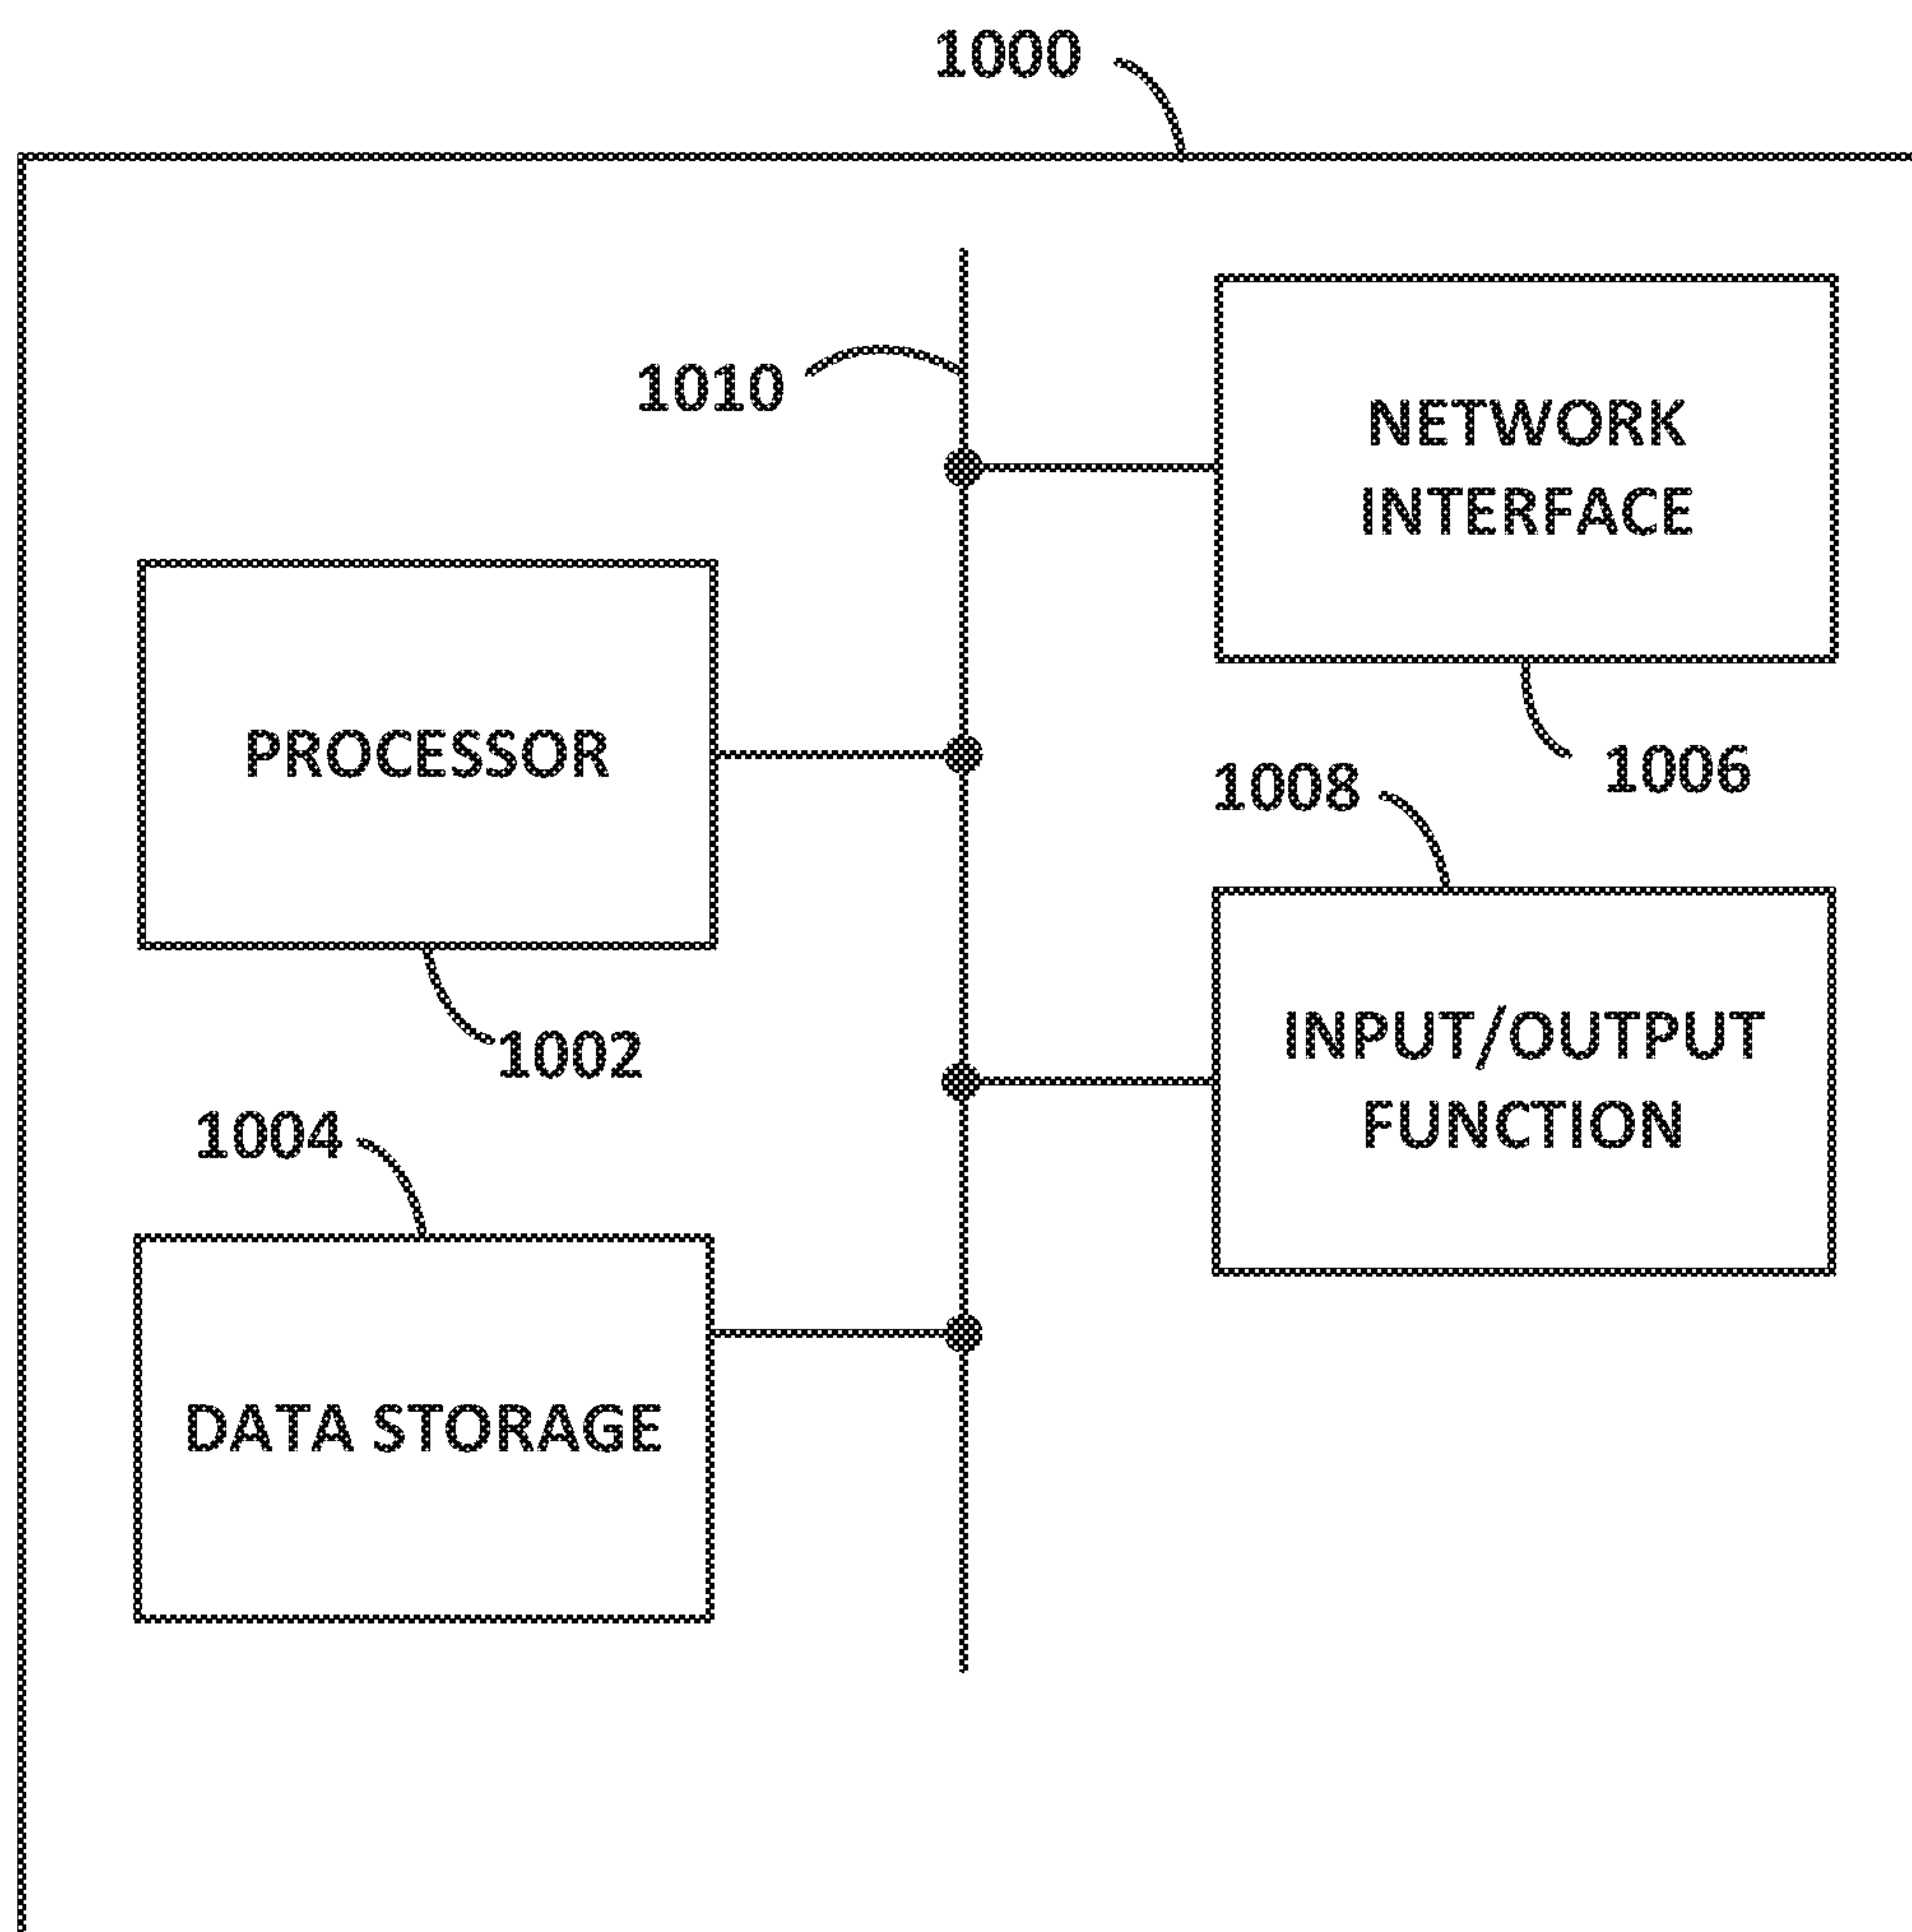 1000
1010
NETWORK
INTERFACE
PROCESSOR
1006
1008
1002
INPUT/OUTPUT
FUNCTION
1004
DATA STORAGE